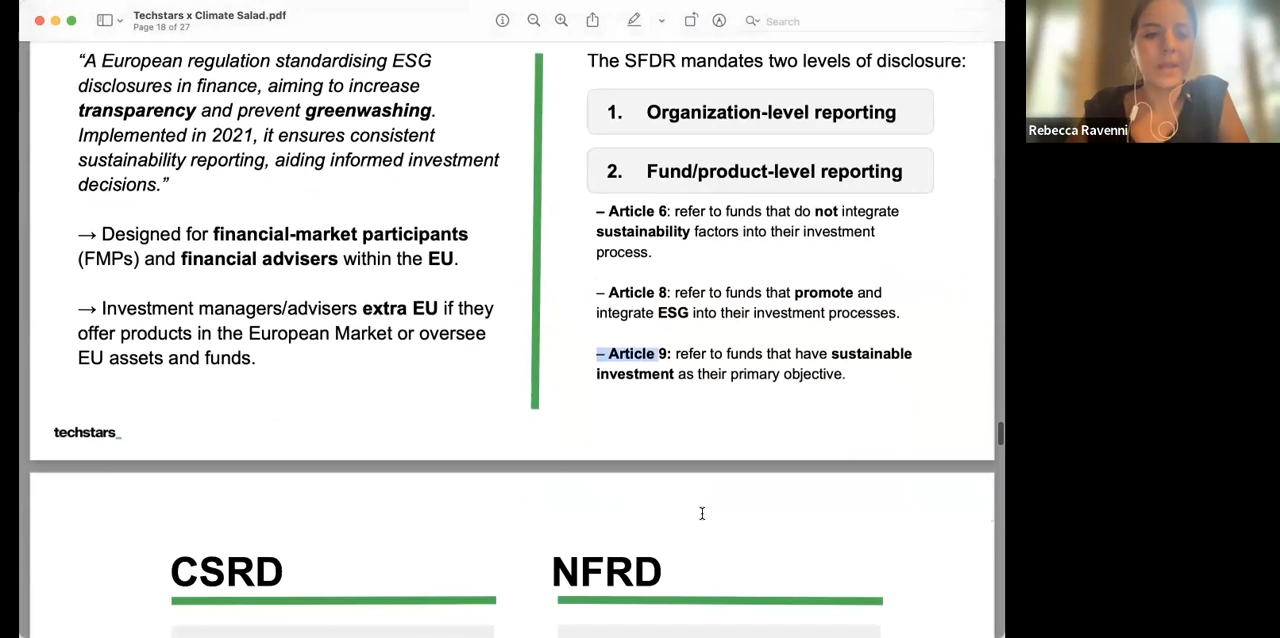 Techstars x Climate Salad.pdf
Page 18 of 27
Search
“A European regulation standardising ESG
disclosures in finance, aiming to increase
transparency and prevent greenwashing.
Implemented in 2021, it ensures consistent
sustainability reporting, aiding informed investment
decisions.”
→ Designed for financial-market participants
(FMPs) and financial advisers within the EU.
→ Investment managers/advisers extra EU if they
offer products in the European Market or oversee
EU assets and funds.
techstars_
The SFDR mandates two levels of disclosure:
1. Organization-level reporting
2. Fund/product-level reporting
– Article 6: refer to funds that do not integrate
sustainability factors into their investment
process.
– Article 8: refer to funds that promote and
integrate ESG into their investment processes.
– Article 9: refer to funds that have sustainable
investment as their primary objective.
CSRD
NFRD
Rebecca Ravenni